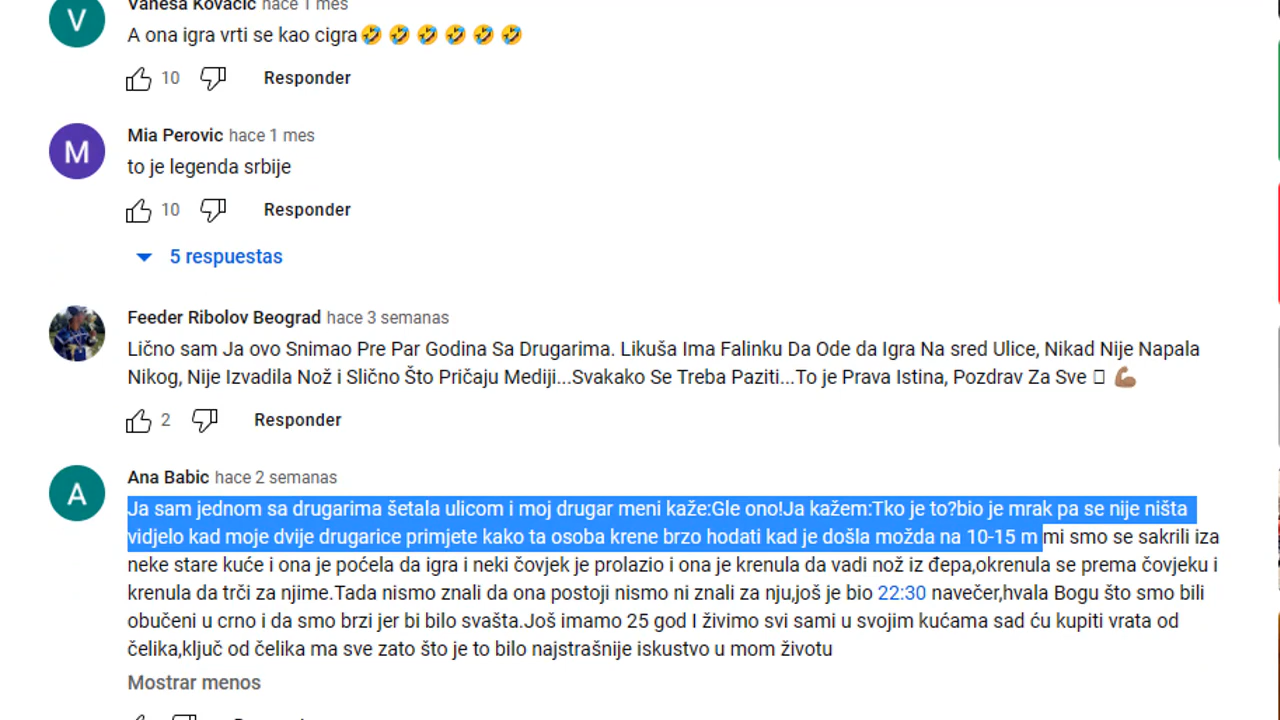 Vanesa Kovačić hace 1 mes
A ona igra vrti se kao cigra🤣 🤣 🤣 🤣 🤣 🤣
10 Responder
M
Mia Perovic hace 1 mes
to je legenda srbije
10 Responder
5 respuestas
Feeder Ribolov Beograd hace 3 semanas
Lično sam Ja ovo Snimao Pre Par Godina Sa Drugarima. Likuša Ima Falinku Da Ode da Igra Na sred Ulice, Nikad Nije Napala
Nikog, Nije Izvadila Nož i Slično Što Pričaju Mediji...Svakako Se Treba Paziti...To je Prava Istina, Pozdrav Za Sve 💪🏽
2 Responder
A
Ana Babic hace 2 semanas
Ja sam jednom sa drugarima šetala ulicom i moj drugar meni kaže:Gle ono!Ja kažem:Tko je to?bio je mrak pa se nije ništa
vidjelo kad moje dvije drugarice primjete kako ta osoba krene brzo hodati kad je došla možda na 10-15 m mi smo se sakrili iza
neke stare kuće i ona je poćela da igra i neki čovjek je prolazio i ona je krenula da vadi nož iz đepa,okrenula se prema čovjeku i
krenula da trči za njime.Tada nismo znali da ona postoji nismo ni znali za nju,još je bio 22:30 navečer,hvala Bogu što smo bili
obučeni u crno i da smo brzi jer bi bilo svašta.Još imamo 25 god I živimo svi sami u svojim kućama sad ću kupiti vrata od
čelika,ključ od čelika ma sve zato što je to bilo najstrašnije iskustvo u mom životu
Mostrar menos